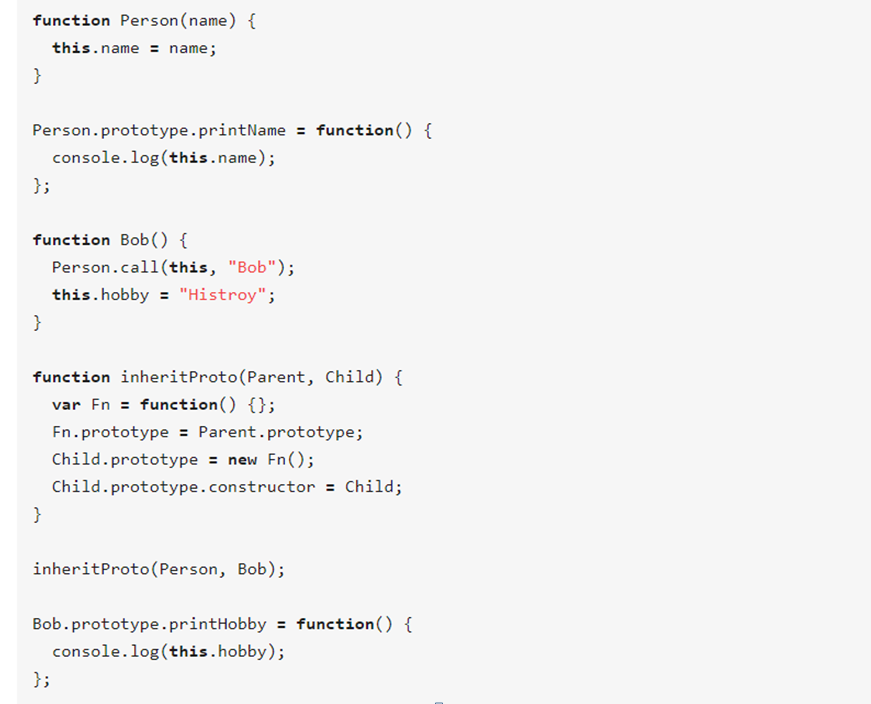 function Person(name) {
  this.name = name;
}

Person.prototype.printName = function() {
  console.log(this.name);
};

function Bob() {
  Person.call(this, "Bob");
  this.hobby = "Histroy";
}

function inheritProto(Parent, Child) {
  var Fn = function() {};
  Fn.prototype = Parent.prototype;
  Child.prototype = new Fn();
  Child.prototype.constructor = Child;
}

inheritProto(Person, Bob);

Bob.prototype.printHobby = function() {
  console.log(this.hobby);
};